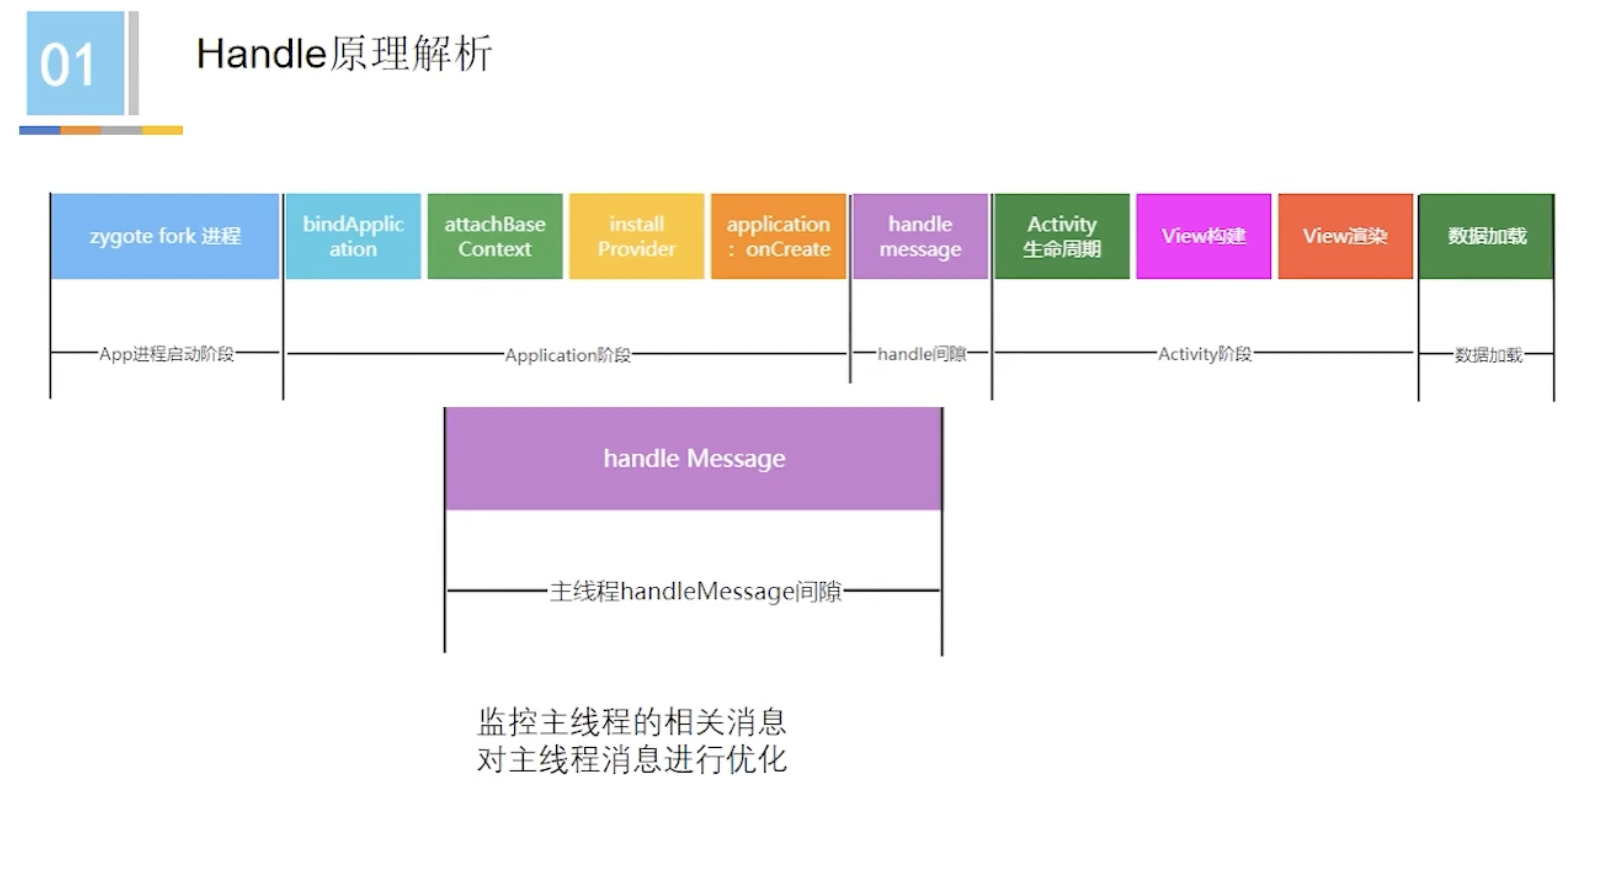 01
Handle原理解析
zygote fork 进程
bindApplic
ation
attachBase
Context
install
Provider
application
：onCreate
handle
message
Activity
生命周期
View构建
View渲染
数据加载
App进程启动阶段
Application阶段
handle间隙
Activity阶段
数据加载
handle Message
主线程handleMessage间隙
监控主线程的相关消息
对主线程消息进行优化